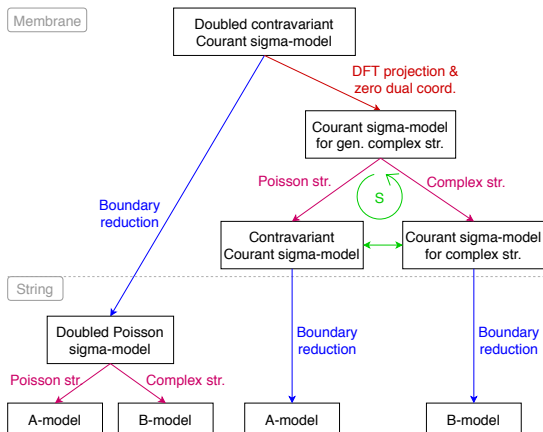 Membrane
Doubled contravariant
Courant sigma-model
DFT projection &
zero dual coord.
Courant sigma-model
for gen. complex str.
Poisson str.
Complex str.
S
Boundary
reduction
Contravariant
Courant sigma-model
Courant sigma-model
for complex str.
String
Doubled Poisson
sigma-model
Boundary
reduction
Boundary
reduction
Poisson str.
Complex str.
A-model
B-model
A-model
B-model